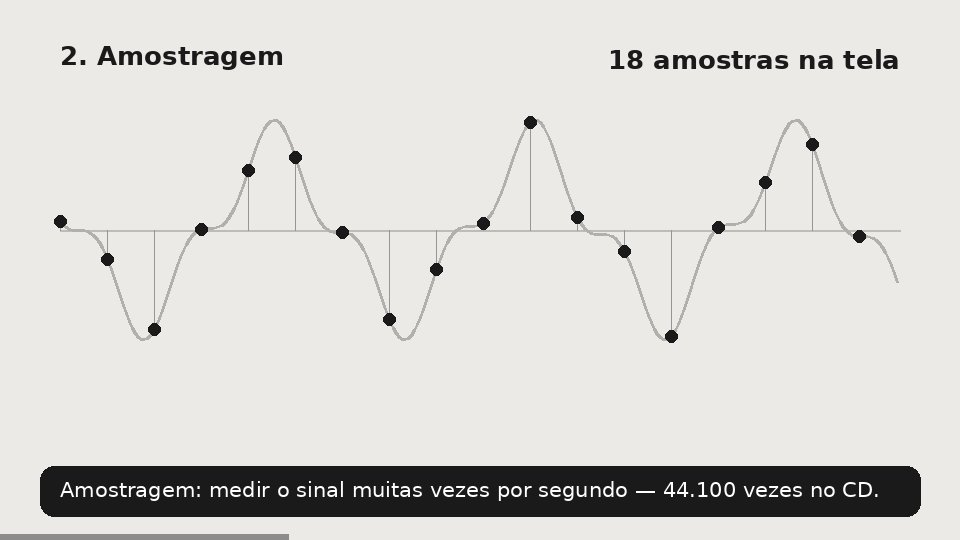 2. Amostragem
18 amostras na tela
Amostragem: medir o sinal muitas vezes por segundo — 44.100 vezes no CD.